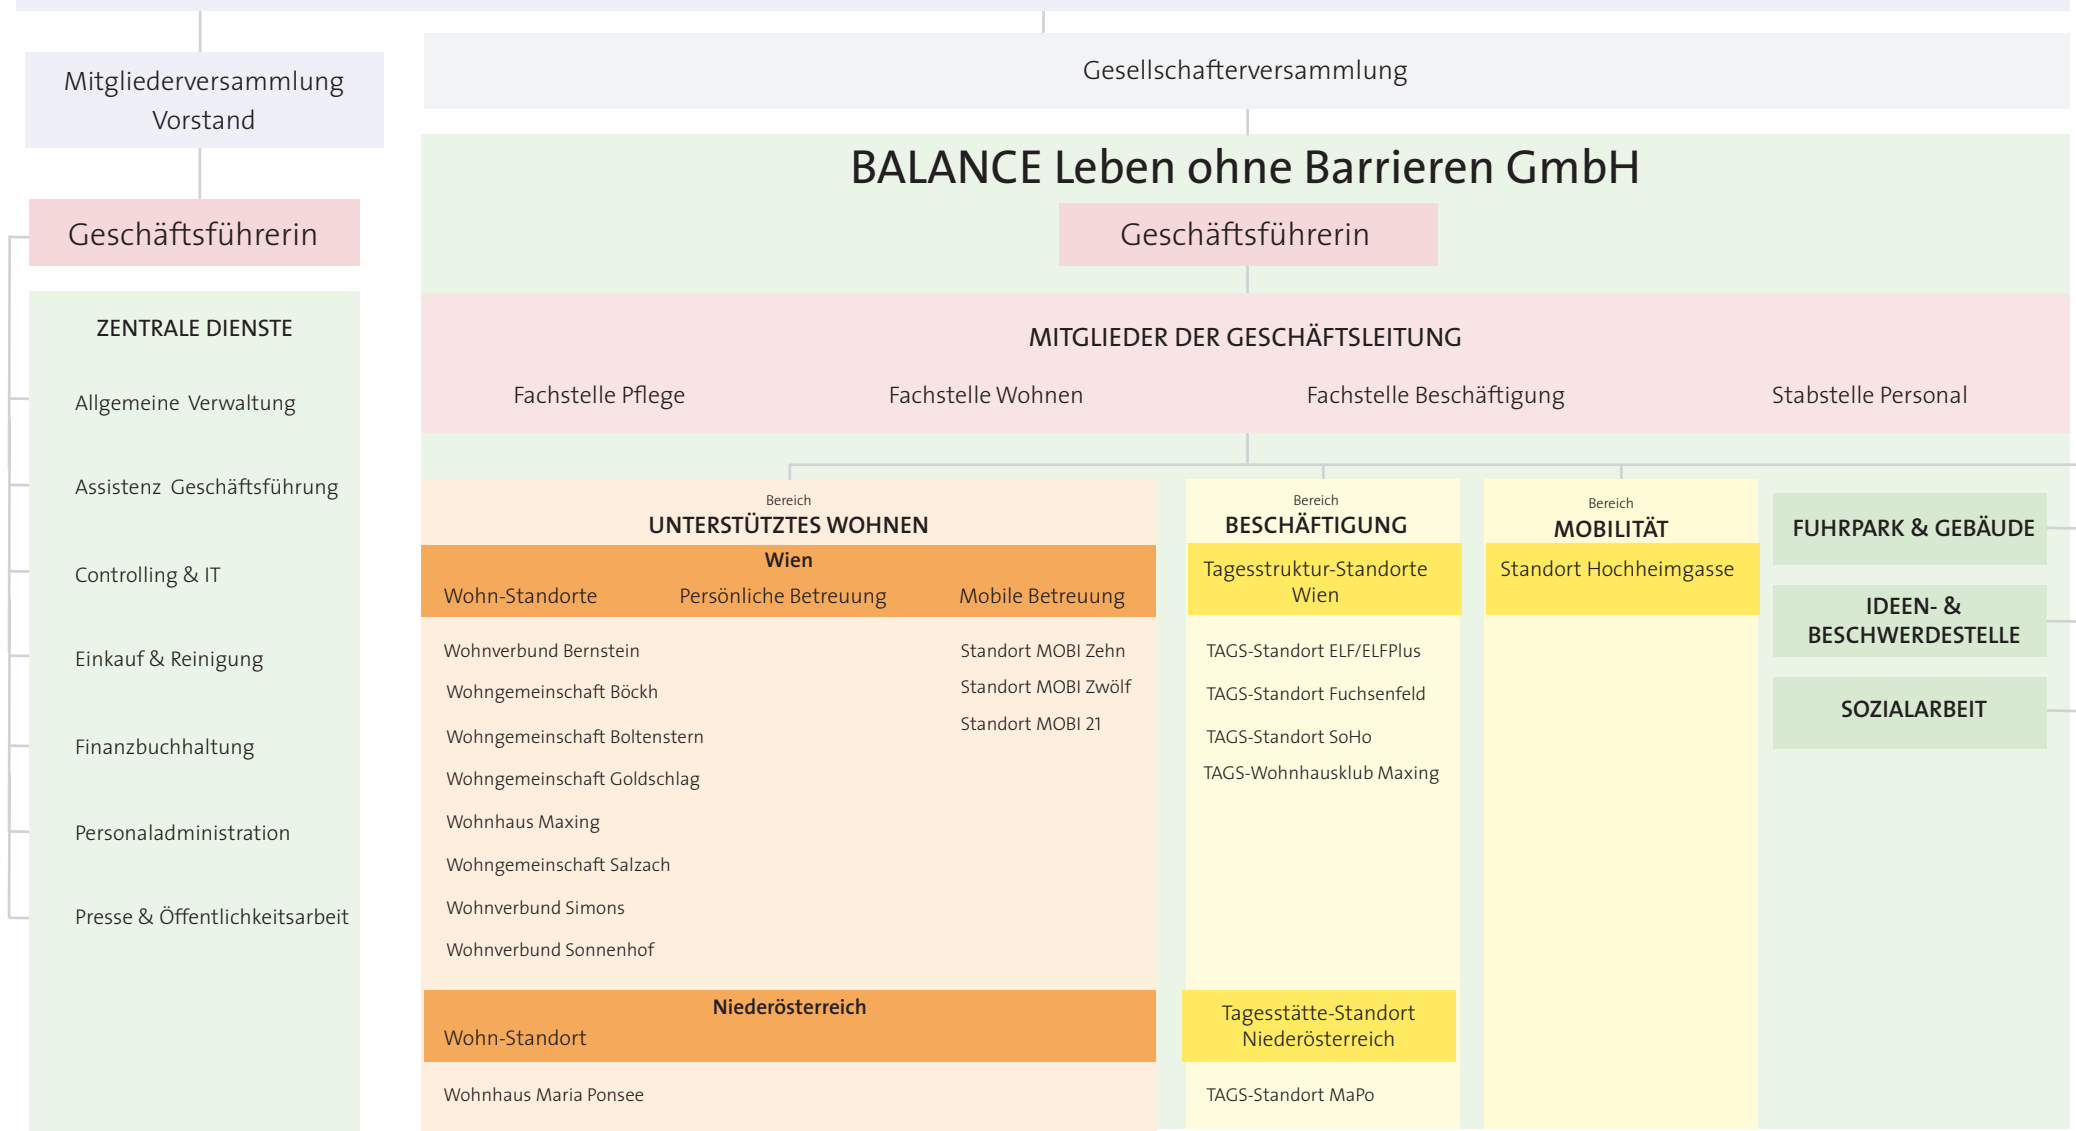 Mitgliederversammlung
Vorstand
Geschäftsführerin
ZENTRALE DIENSTE
Allgemeine Verwaltung
Assistenz Geschäftsführung
Controlling & IT
Einkauf & Reinigung
Finanzbuchhaltung
Personaladministration
Presse & Öffentlichkeitsarbeit
Gesellschafterversammlung
BALANCE Leben ohne Barrieren GmbH
Geschäftsführerin
MITGLIEDER DER GESCHÄFTSLEITUNG
Fachstelle Pflege
Fachstelle Wohnen
Fachstelle Beschäftigung
Stabstelle Personal
Bereich
UNTERSTÜTZTES WOHNEN
Wien
Wohn-Standorte
Persönliche Betreuung
Mobile Betreuung
Wohnverbund Bernstein
Wohngemeinschaft Böckh
Wohngemeinschaft Boltenstern
Wohngemeinschaft Goldschlag
Wohnhaus Maxing
Wohngemeinschaft Salzach
Wohnverbund Simons
Wohnverbund Sonnenhof
Standort MOBI Zehn
Standort MOBI Zwölf
Standort MOBI 21
Niederösterreich
Wohn-Standort
Wohnhaus Maria Ponsee
Bereich
BESCHÄFTIGUNG
Tagesstruktur-Standorte
Wien
TAGS-Standort ELF/ELFPlus
TAGS-Standort Fuchsenfeld
TAGS-Standort SoHo
TAGS-Wohnhausklub Maxing
Tagesstätte-Standort
Niederösterreich
TAGS-Standort MaPo
Bereich
MOBILITÄT
Standort Hochheimgasse
FUHRPARK & GEBÄUDE
IDEEN- &
BESCHWERDESTELLE
SOZIALARBEIT